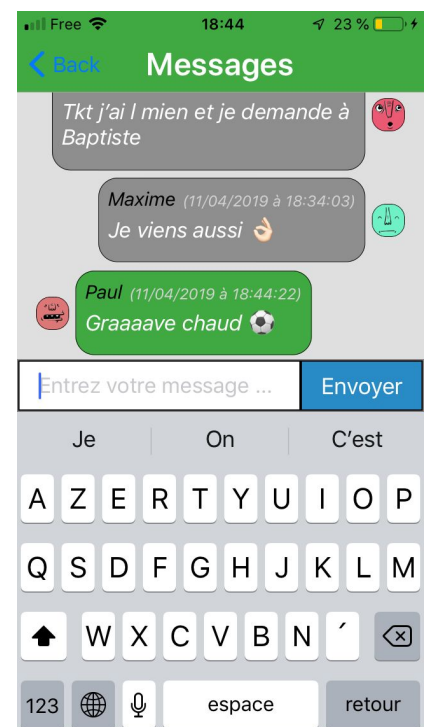 Free 18:44 23 %
Back Messages
Tkt j'ai l mien et je demande à
Baptiste
Maxime (11/04/2019 à 18:34:03)
Je viens aussi 👌🏻
Paul (11/04/2019 à 18:44:22)
Graaaave chaud ⚽
Entrez votre message ... Envoyer
Je On C'est
A Z E R T Y U I O P
Q S D F G H J K L M
W X C V B N ´
123 espace retour